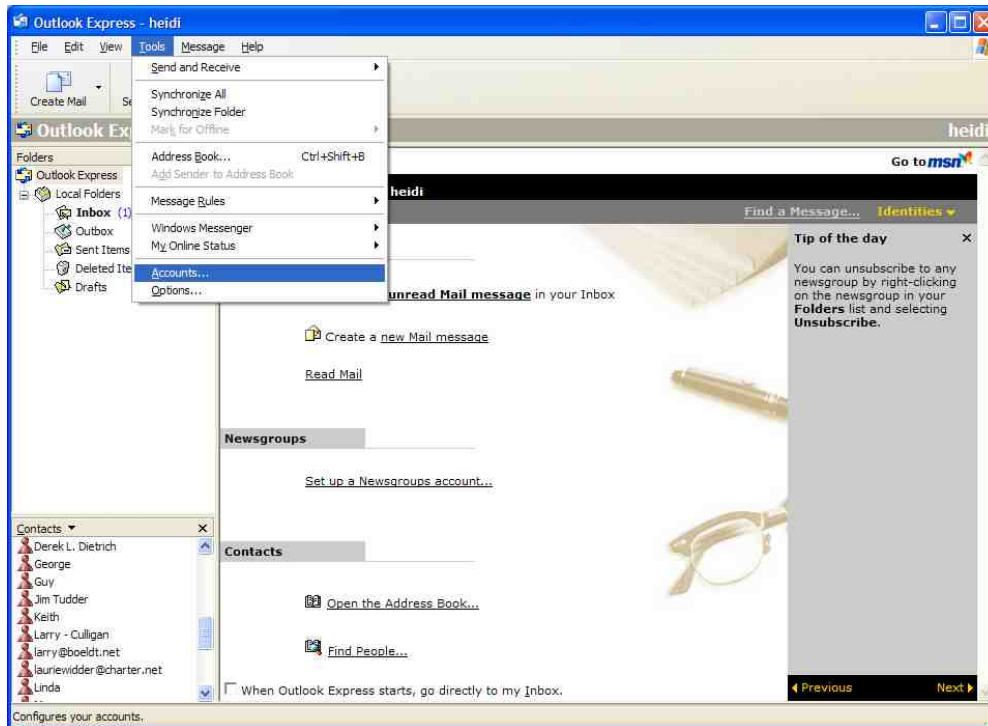 Outlook Express - heidi
File Edit View Tools Message Help
Create Mail
Send and Receive
Synchronize All
Synchronize Folder
Mark for Offline
Address Book... Ctrl+Shift+B
Add Sender to Address Book
Message Rules
Windows Messenger
My Online Status
Accounts...
Options...
Outlook Ex
heidi
Folders
Outlook Express
Local Folders
Inbox (1)
Outbox
Sent Items
Deleted Ite
Drafts
Go to msn
heidi
Find a Message... Identities
unread Mail message in your Inbox
Create a new Mail message
Read Mail
Newsgroups
Set up a Newsgroups account...
Contacts
Open the Address Book...
Find People...
When Outlook Express starts, go directly to my Inbox.
Tip of the day
You can unsubscribe to any
newsgroup by right-clicking
on the newsgroup in your
Folders list and selecting
Unsubscribe.
Previous Next
Contacts
Derek L. Dietrich
George
Guy
Jim Tudder
Keith
Larry - Culligan
larry@boeldt.net
lauriewidder@charter.net
Linda
Configures your accounts.